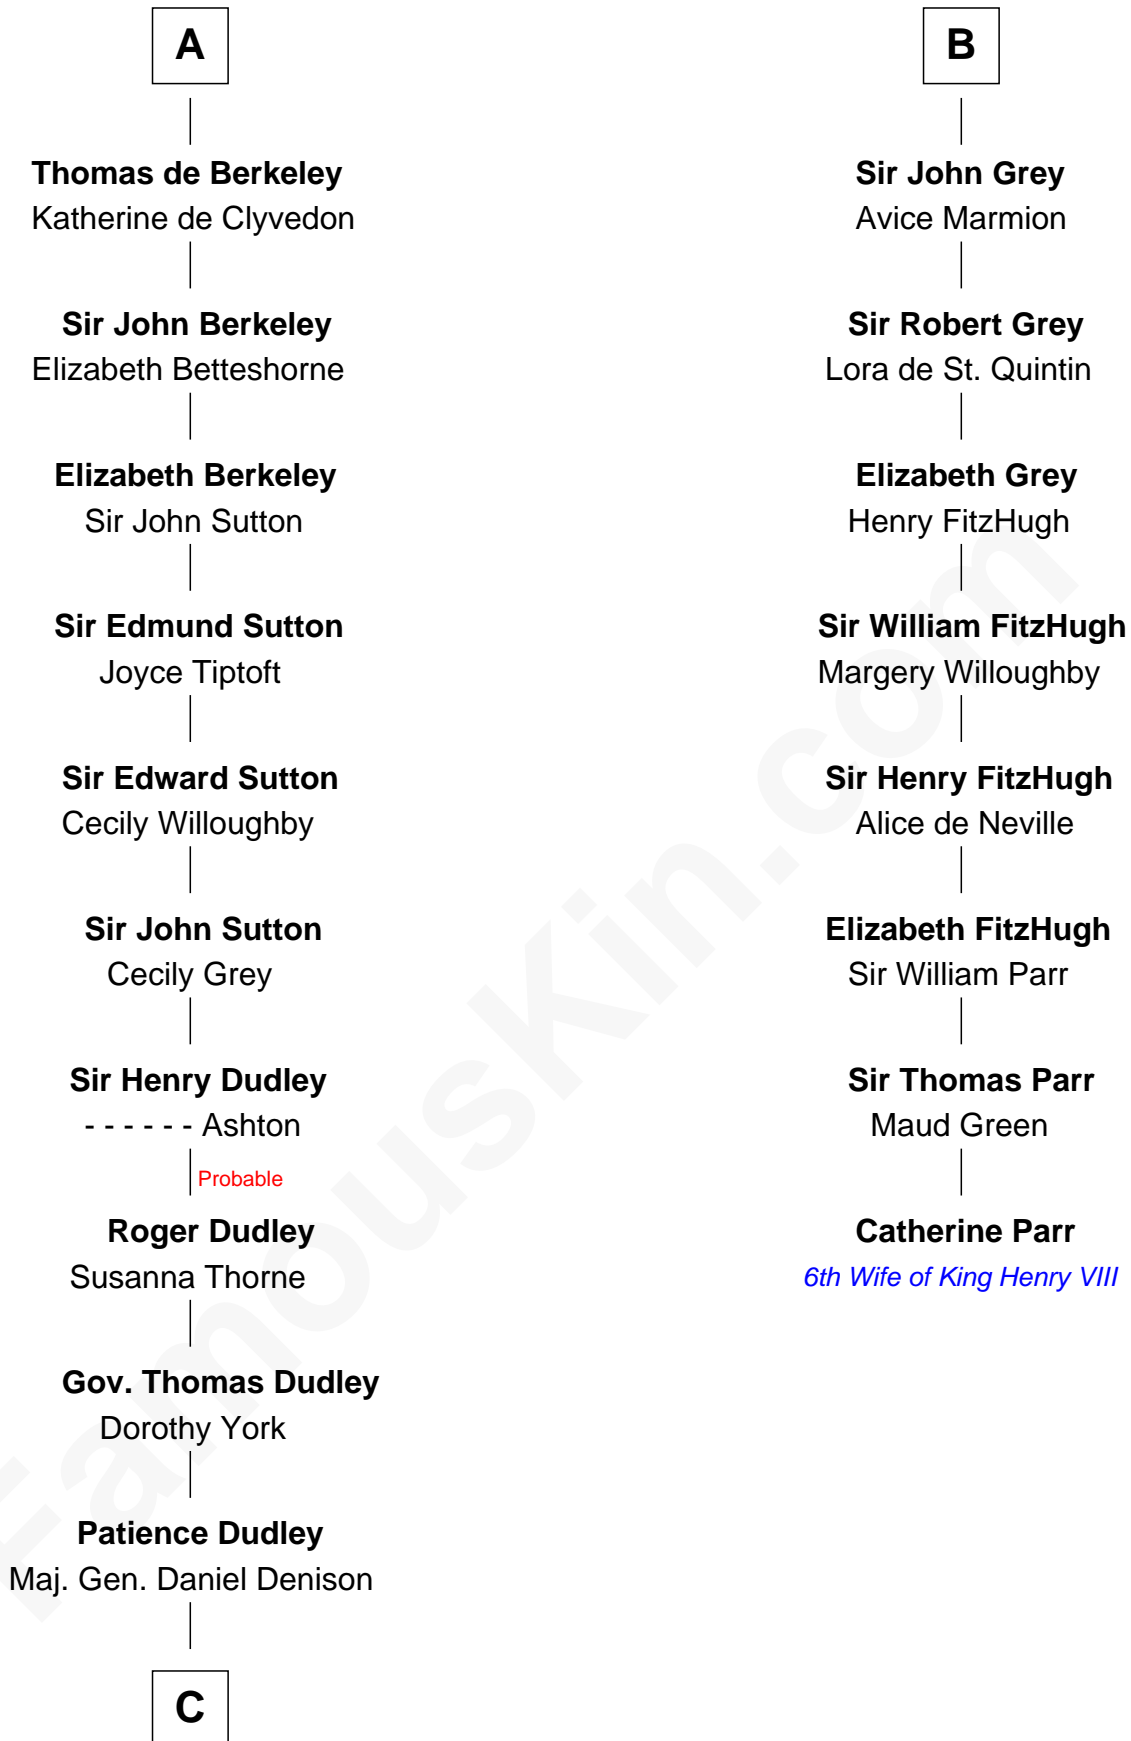 A
Thomas de Berkeley
Katherine de Clyvedon
Sir John Berkeley
Elizabeth Betteshorne
Elizabeth Berkeley
Sir John Sutton
Sir Edmund Sutton
Joyce Tiptoft
Sir Edward Sutton
Cecily Willoughby
Sir John Sutton
Cecily Grey
Sir Henry Dudley
- - - - - - Ashton
Probable
Roger Dudley
Susanna Thorne
Gov. Thomas Dudley
Dorothy York
Patience Dudley
Maj. Gen. Daniel Denison
C
B
Sir John Grey
Avice Marmion
Sir Robert Grey
Lora de St. Quintin
Elizabeth Grey
Henry FitzHugh
Sir William FitzHugh
Margery Willoughby
Sir Henry FitzHugh
Alice de Neville
Elizabeth FitzHugh
Sir William Parr
Sir Thomas Parr
Maud Green
Catherine Parr
6th Wife of King Henry VIII
FamousKin.com